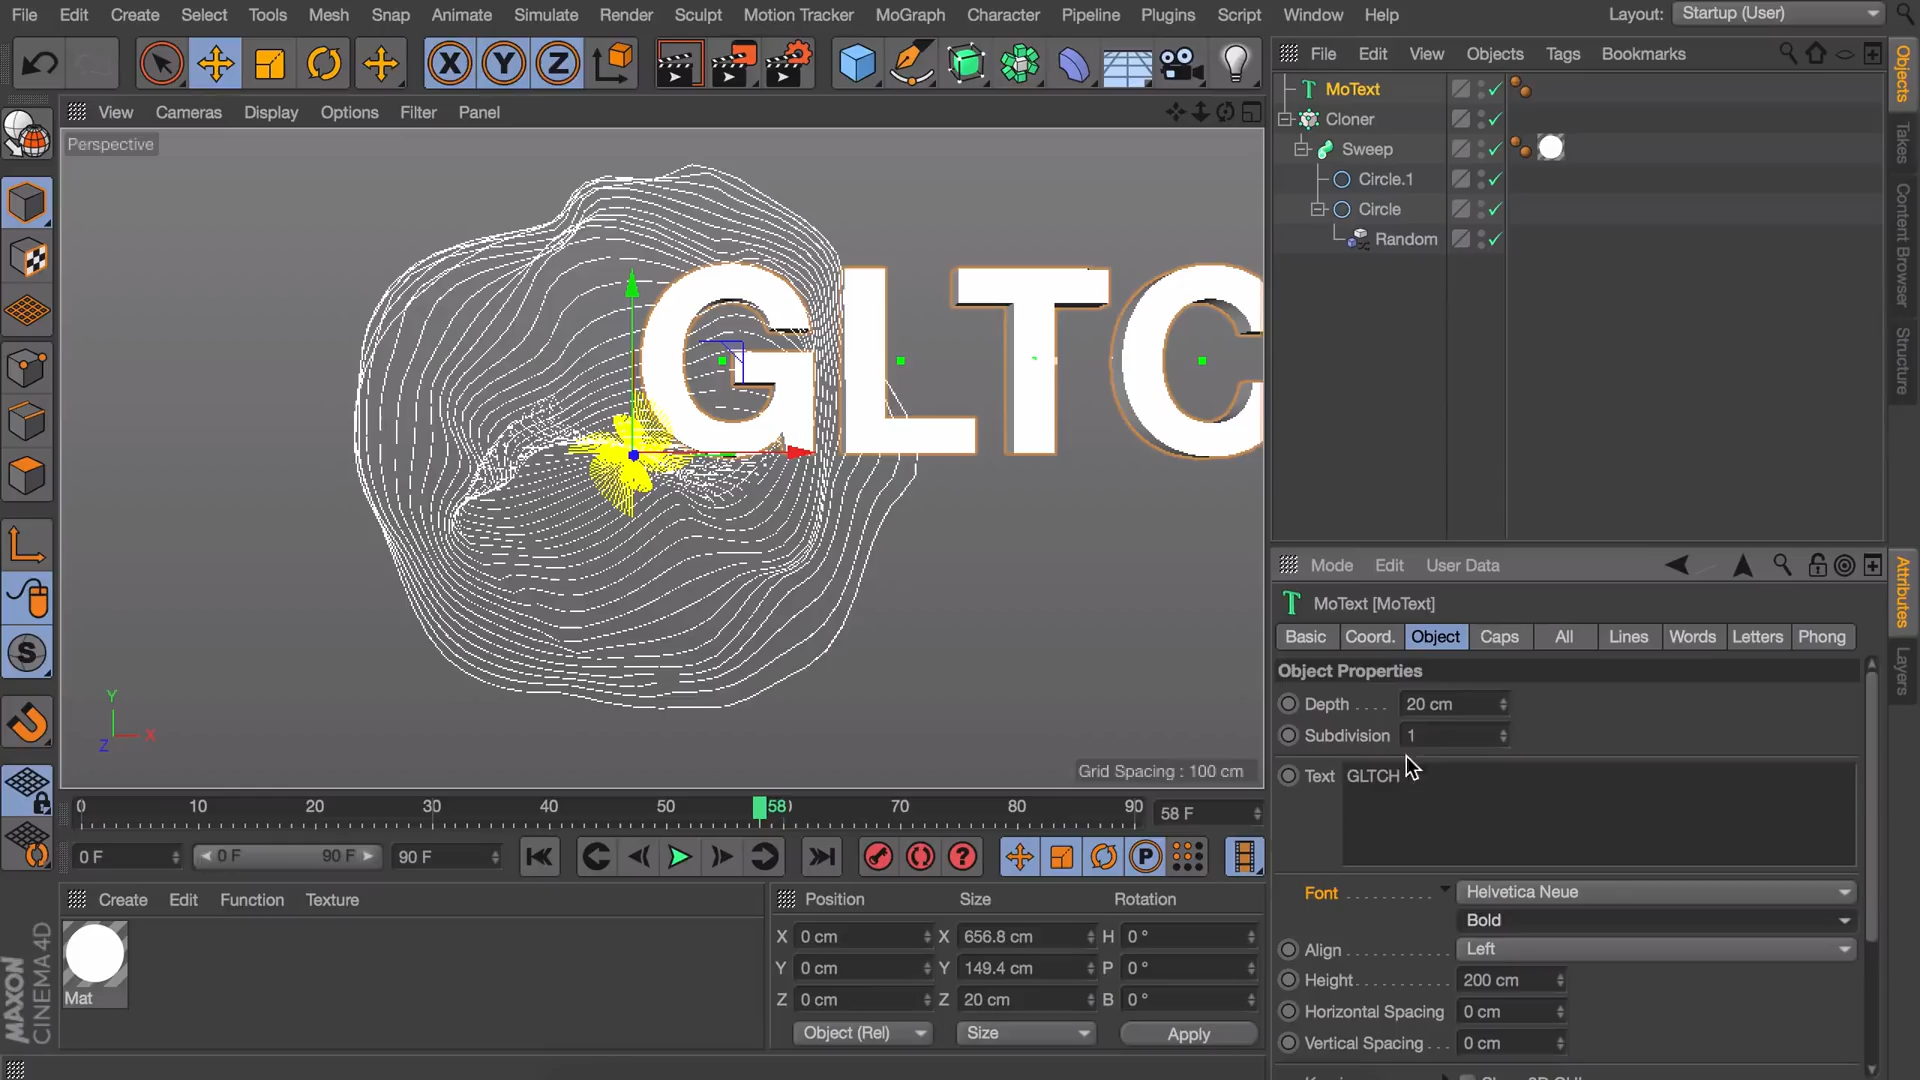 File Edit Create Select Tools Mesh Snap Animate Simulate Render Sculpt Motion Tracker MoGraph Character Pipeline Plugins Script Window Help Layout: Startup (User)
X Y Z
File Edit View Objects Tags Bookmarks
View Cameras Display Options Filter Panel
Perspective
GLTC
Y
X
Z
Grid Spacing : 100 cm
MoText
Cloner
Sweep
Circle.1
Circle
Random
Objects
Takes
Content Browser
Structure
Mode Edit User Data
MoText [MoText]
Basic Coord. Object Caps All Lines Words Letters Phong
Object Properties
Depth . . . . 20 cm
Subdivision 1
Text GLTCH
Font . . . . . . . . . . Helvetica Neue
Bold
Align . . . . . . . . . . . . Left
Height . . . . . . . . . . . 200 cm
Horizontal Spacing 0 cm
Vertical Spacing . . . 0 cm
Attributes
Layers
0 10 20 30 40 50 58 70 80 90 58 F
0 F 0 F 90 F 90 F
P
S
Create Edit Function Texture
Mat
MAXON
CINEMA 4D
Position Size Rotation
X 0 cm X 656.8 cm H 0 °
Y 0 cm Y 149.4 cm P 0 °
Z 0 cm Z 20 cm B 0 °
Object (Rel) Size Apply